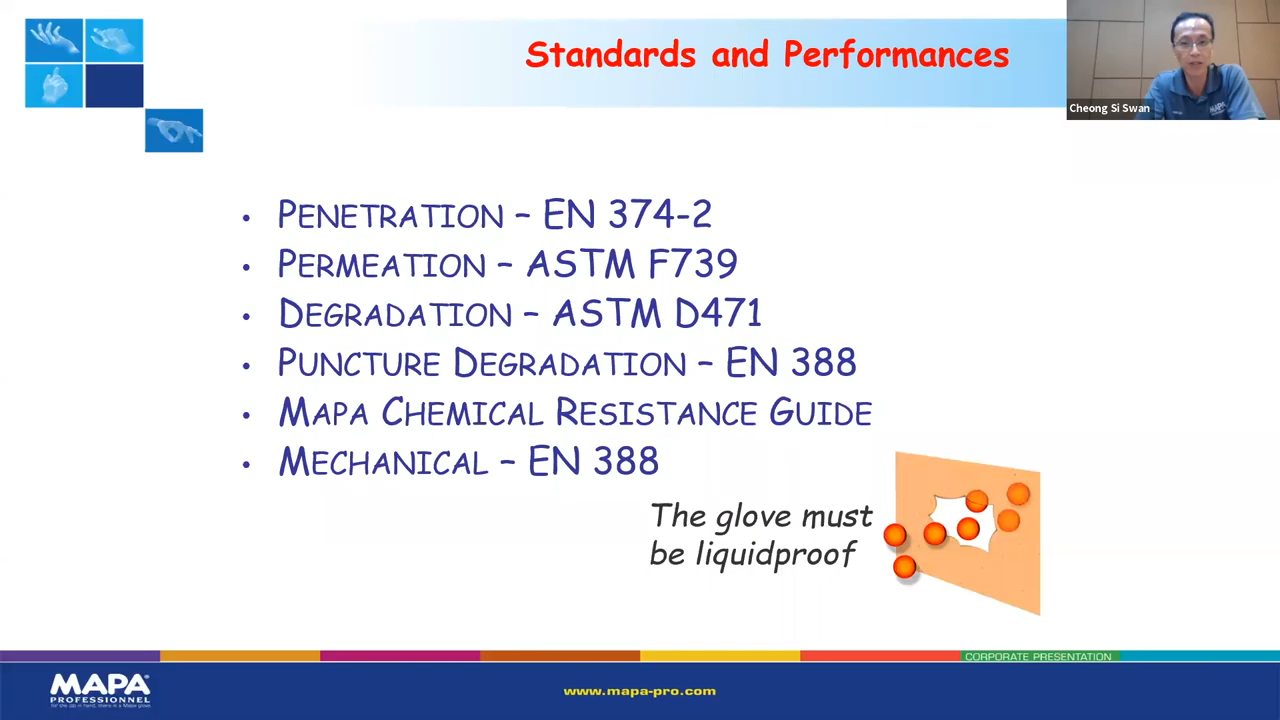 Standards and Performances
Cheong Si Swan
• PENETRATION – EN 374-2
• PERMEATION – ASTM F739
• DEGRADATION – ASTM D471
• PUNCTURE DEGRADATION – EN 388
• MAPA CHEMICAL RESISTANCE GUIDE
• MECHANICAL – EN 388
The glove must
be liquidproof
CORPORATE PRESENTATION
MAPA®
PROFESSIONNEL
www.mapa-pro.com
MAPA